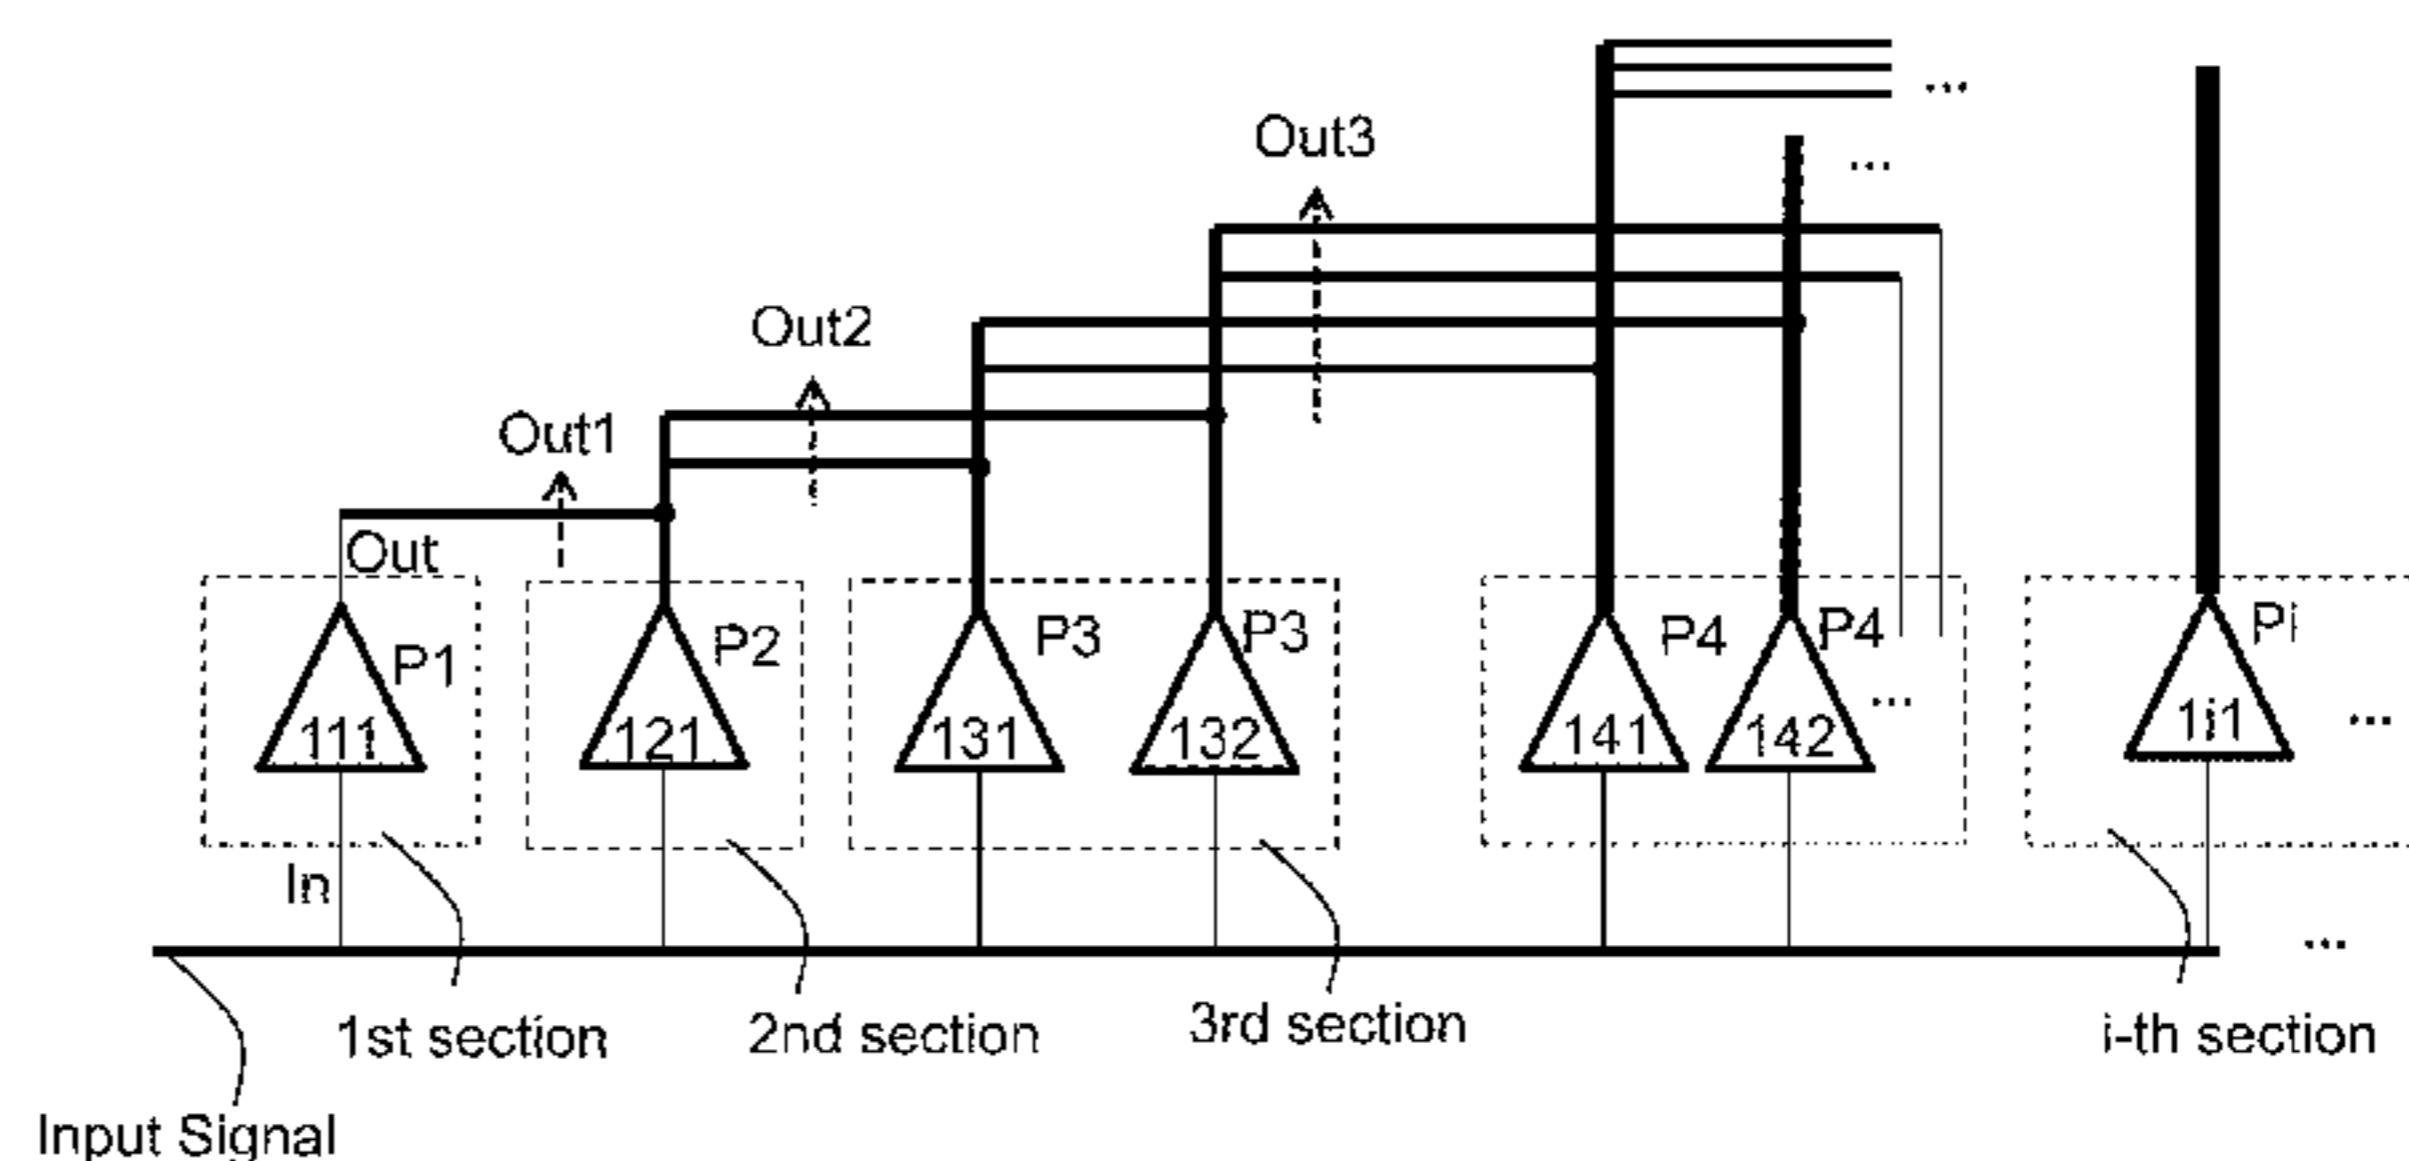 ...
Out3
...
Out2
Out1
Out
P1
P2
P3
P3
P4
P4
Pi
111
121
131
132
141
142
...
1i1
...
In
...
1st section
2nd section
3rd section
i-th section
Input Signal